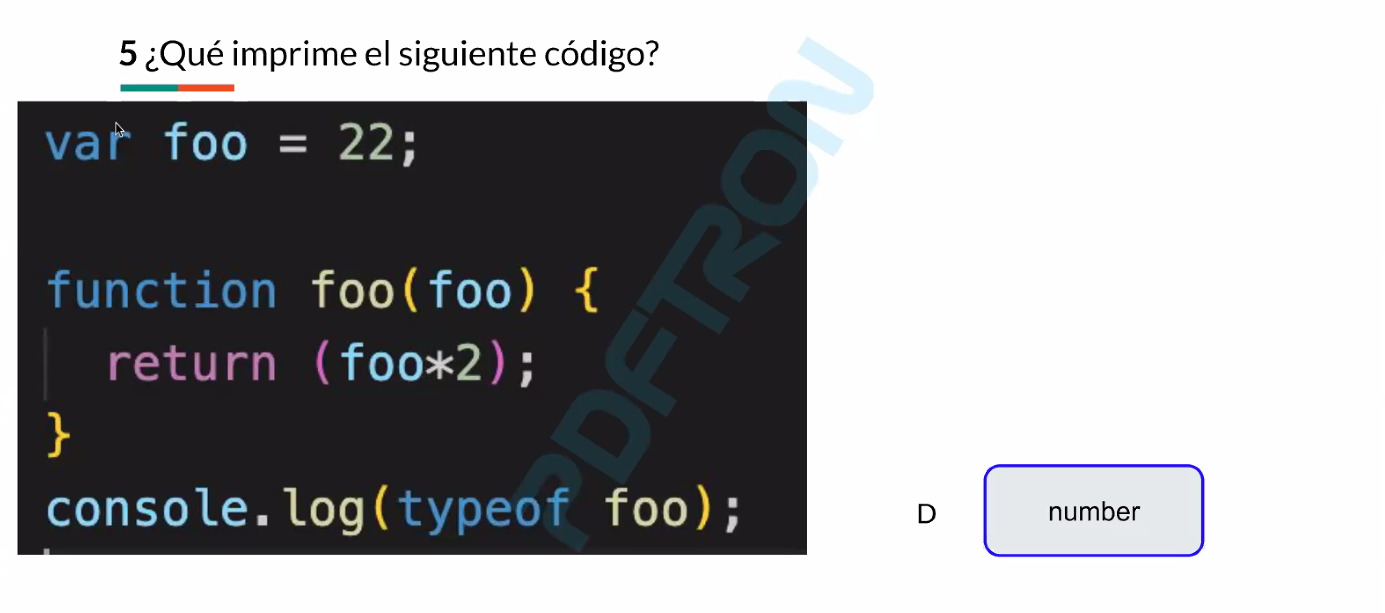 5 ¿Qué imprime el siguiente código?
var foo = 22;
function foo(foo) {
return (foo*2);
}
console.log(typeof foo);
D
number
PDFTRON